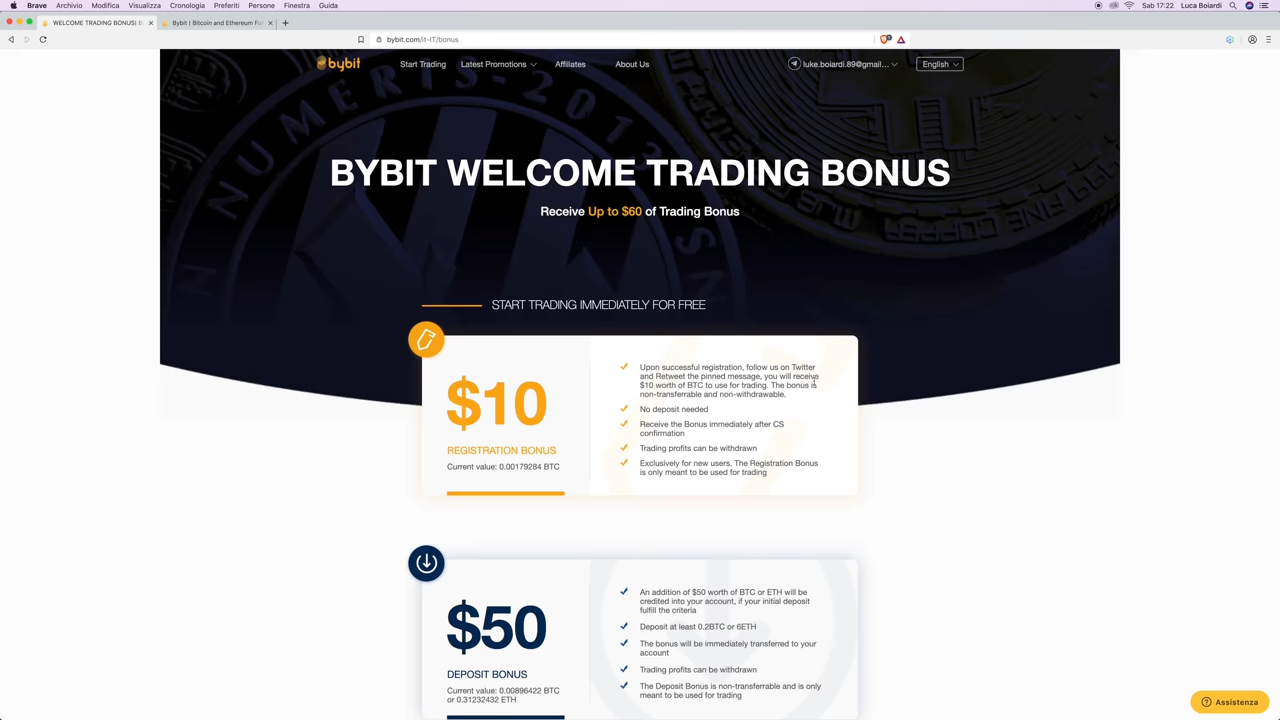 Brave Archivio Modifica Visualizza Cronologia Preferiti Persone Finestra Guida Sab 17:22 Luca Boiardi
WELCOME TRADING BONUS| B Bybit | Bitcoin and Ethereum Fu
bybit.com/it-IT/bonus
bybit Start Trading Latest Promotions Affiliates About Us luke.boiardi.89@gmail... English
BYBIT WELCOME TRADING BONUS
Receive Up to $60 of Trading Bonus
START TRADING IMMEDIATELY FOR FREE
$10
REGISTRATION BONUS
Current value: 0.00179284 BTC
Upon successful registration, follow us on Twitter
and Retweet the pinned message, you will receive
$10 worth of BTC to use for trading. The bonus is
non-transferrable and non-withdrawable.
No deposit needed
Receive the Bonus immediately after CS
confirmation
Trading profits can be withdrawn
Exclusively for new users. The Registration Bonus
is only meant to be used for trading
$50
DEPOSIT BONUS
Current value: 0.00896422 BTC
or 0.31232432 ETH
An addition of $50 worth of BTC or ETH will be
credited into your account, if your initial deposit
fulfill the criteria
Deposit at least 0.2BTC or 6ETH
The bonus will be immediately transferred to your
account
Trading profits can be withdrawn
The Deposit Bonus is non-transferrable and is only
meant to be used for trading
Assistenza